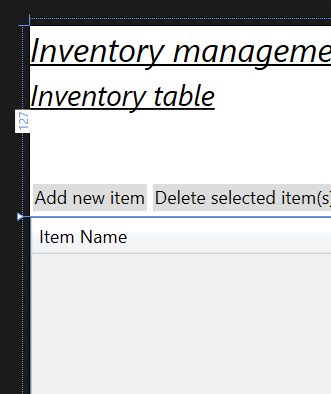 Inventory manageme
Inventory table
127
Add new item Delete selected item(s)
Item Name